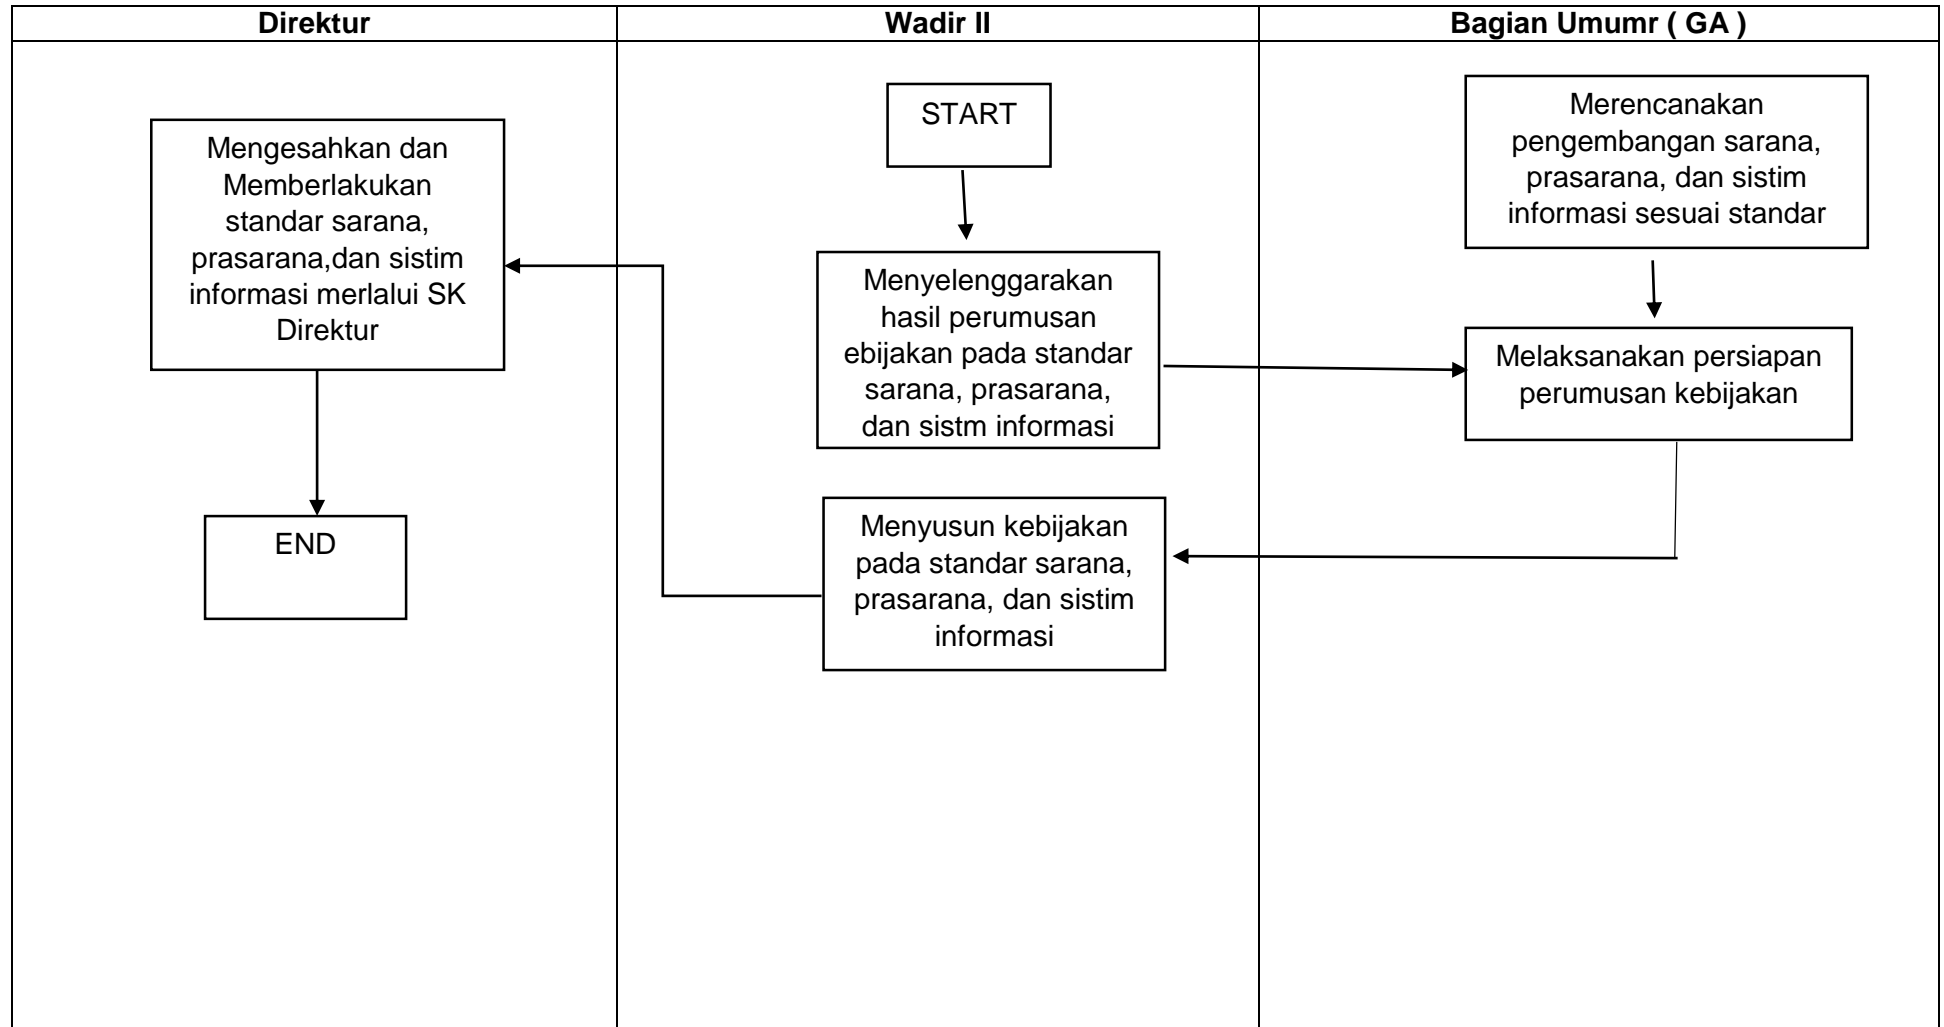 Direktur
Wadir II
Bagian Umumr ( GA )
Mengesahkan dan
Memberlakukan
standar sarana,
prasarana,dan sistim
informasi merlalui SK
Direktur
END
START
Menyelenggarakan
hasil perumusan
ebijakan pada standar
sarana, prasarana,
dan sistm informasi
Menyusun kebijakan
pada standar sarana,
prasarana, dan sistim
informasi
Merencanakan
pengembangan sarana,
prasarana, dan sistim
informasi sesuai standar
Melaksanakan persiapan
perumusan kebijakan